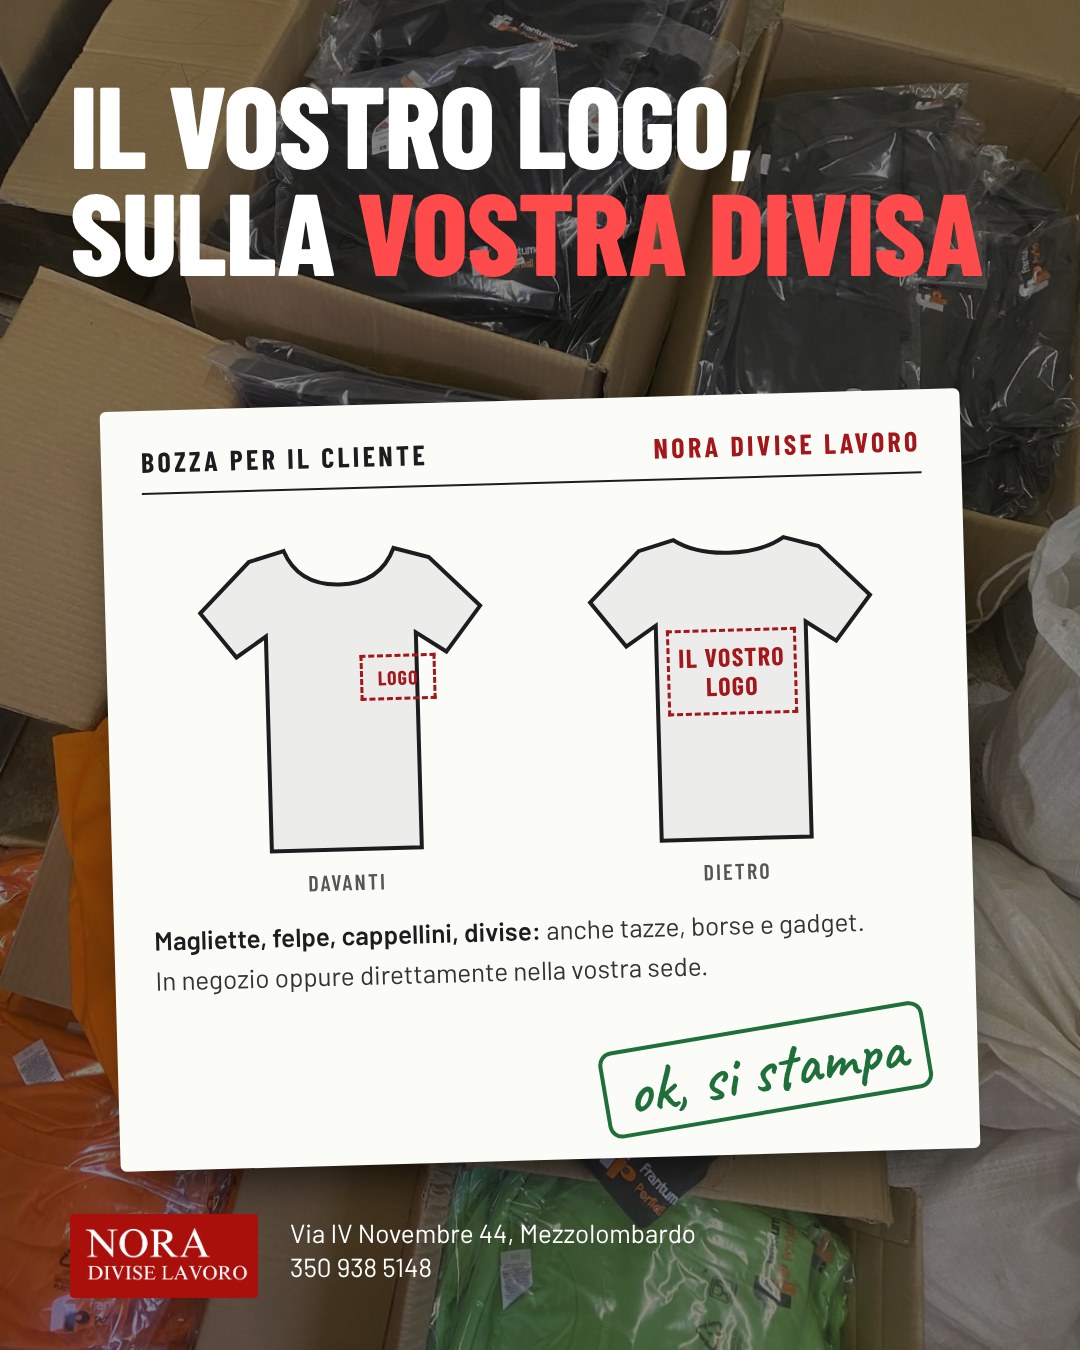 IL VOSTRO LOGO,
SULLA VOSTRA DIVISA
BOZZA PER IL CLIENTE
NORA DIVISE LAVORO
LOGO
IL VOSTRO
LOGO
DAVANTI
DIETRO
Magliette, felpe, cappellini, divise: anche tazze, borse e gadget.
In negozio oppure direttamente nella vostra sede.
ok, si stampa
NORA
DIVISE LAVORO
Via IV Novembre 44, Mezzolombardo
350 938 5148